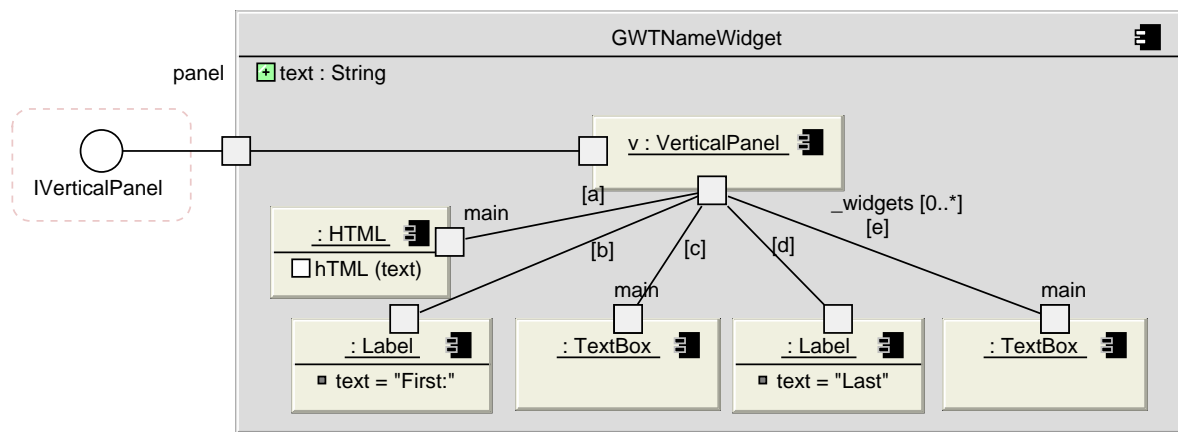 GWTNameWidget
panel
text : String
v : VerticalPanel
IVerticalPanel
[a]
_widgets [0..*]
main
[e]
: HTML
[b]
[c]
[d]
hTML (text)
main
main
: Label
: TextBox
: Label
: TextBox
text = "First:"
text = "Last"